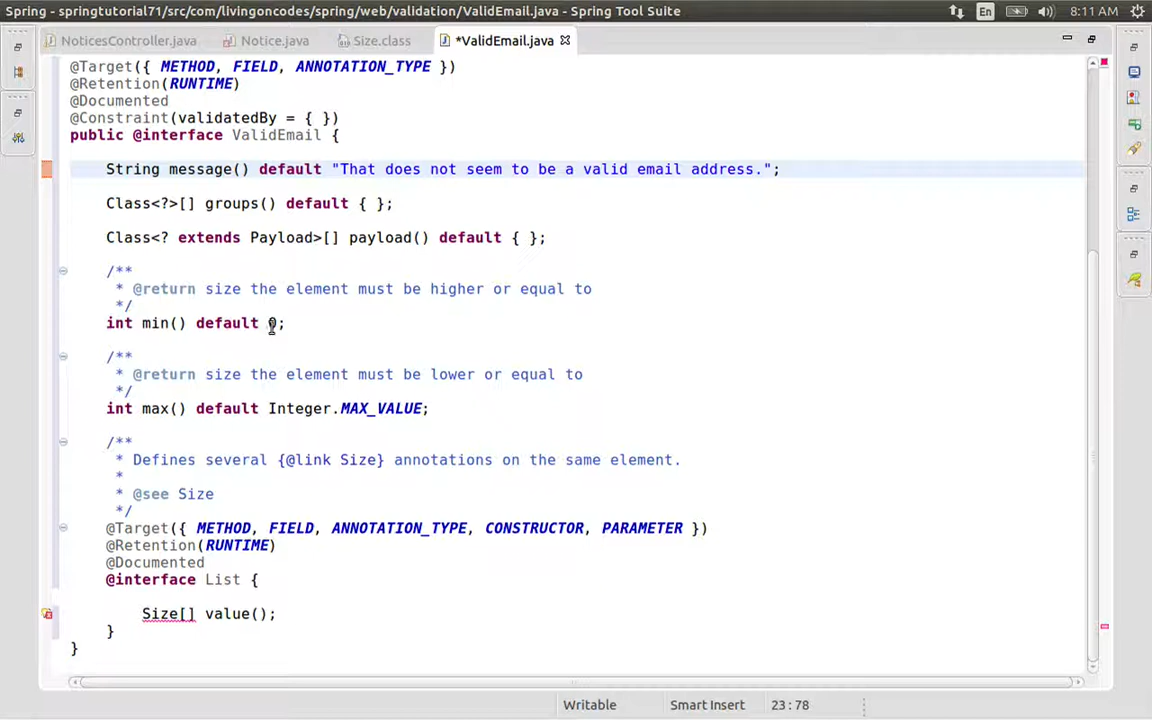 Spring - springtutorial71/src/com/livingoncodes/spring/web/validation/ValidEmail.java - Spring Tool Suite
En
8:11 AM
NoticesController.java
Notice.java
Size.class
*ValidEmail.java
@Target({ METHOD, FIELD, ANNOTATION_TYPE })
@Retention(RUNTIME)
@Documented
@Constraint(validatedBy = { })
public @interface ValidEmail {
String message() default "That does not seem to be a valid email address.";
Class<?>[] groups() default { };
Class<? extends Payload>[] payload() default { };
/**
* @return size the element must be higher or equal to
*/
int min() default 0;
/**
* @return size the element must be lower or equal to
*/
int max() default Integer.MAX_VALUE;
/**
* Defines several {@link Size} annotations on the same element.
*
* @see Size
*/
@Target({ METHOD, FIELD, ANNOTATION_TYPE, CONSTRUCTOR, PARAMETER })
@Retention(RUNTIME)
@Documented
@interface List {
Size[] value();
}
}
Writable
Smart Insert
23 : 78